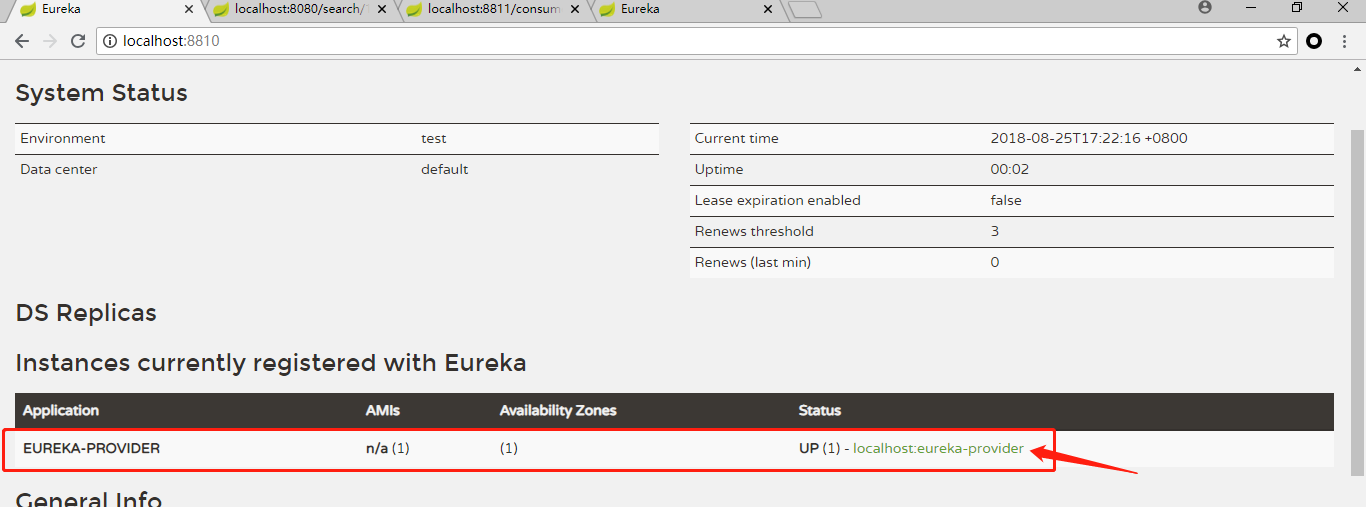 Eureka
localhost:8080/search/
localhost:8811/consum
Eureka
localhost:8810
System Status
Environment test
Data center default
Current time 2018-08-25T17:22:16 +0800
Uptime 00:02
Lease expiration enabled false
Renews threshold 3
Renews (last min) 0
DS Replicas
Instances currently registered with Eureka
Application AMIs Availability Zones Status
EUREKA-PROVIDER n/a (1) (1) UP (1) - localhost:eureka-provider
General Info